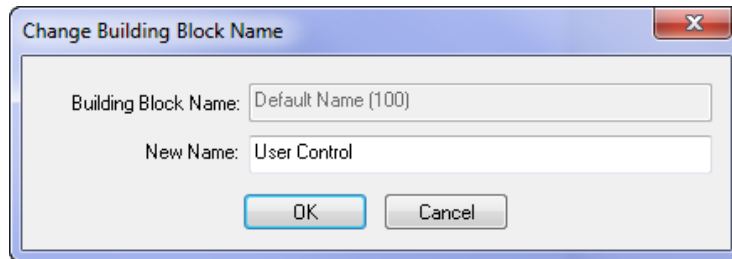 Change Building Block Name
Building Block Name: Default Name (100)
New Name: User Control
OK Cancel